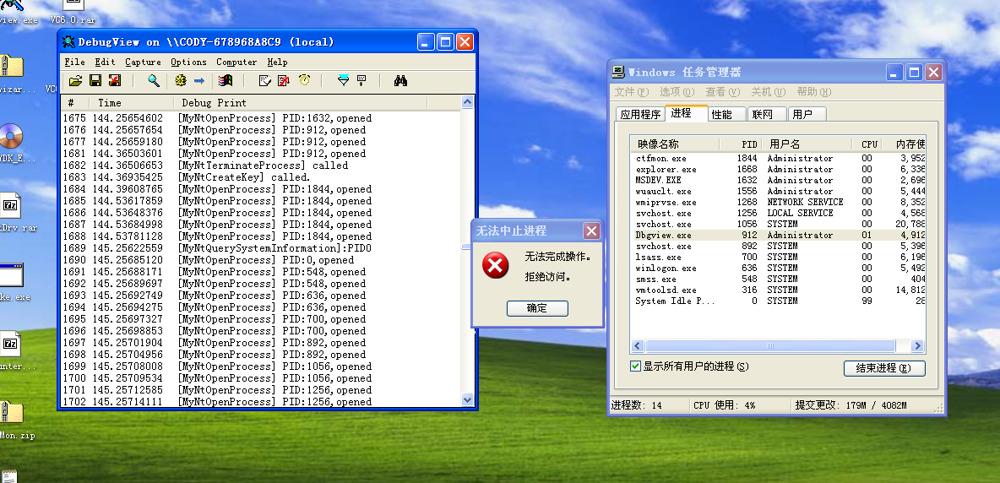 view.exe
VC6.0.rar
wizar...
VC
WDK_E...
Drv.rar
ke.exe
nter...
Mon.zip
DebugView on \\CODY-678968A8C9 (local)
File Edit Capture Options Computer Help
# Time Debug Print
1675 144.25654602 [MyNtOpenProcess] PID:1632,opened
1676 144.25657654 [MyNtOpenProcess] PID:912,opened
1677 144.25659180 [MyNtOpenProcess] PID:912,opened
1681 144.36503601 [MyNtOpenProcess] PID:912,opened
1682 144.36506653 [MyNtTerminateProcess] called
1683 144.36935425 [MyNtCreateKey] called.
1684 144.39608765 [MyNtOpenProcess] PID:1844,opened
1685 144.53617859 [MyNtOpenProcess] PID:1844,opened
1686 144.53648376 [MyNtOpenProcess] PID:1844,opened
1687 144.53684998 [MyNtOpenProcess] PID:1844,opened
1688 144.53781128 [MyNtOpenProcess] PID:1844,opened
1689 145.25622559 [MyNtQuerySystemInformation]:PID0
1690 145.25685120 [MyNtOpenProcess] PID:0,opened
1691 145.25688171 [MyNtOpenProcess] PID:548,opened
1692 145.25689697 [MyNtOpenProcess] PID:548,opened
1693 145.25692749 [MyNtOpenProcess] PID:636,opened
1694 145.25694275 [MyNtOpenProcess] PID:636,opened
1695 145.25697327 [MyNtOpenProcess] PID:700,opened
1696 145.25698853 [MyNtOpenProcess] PID:700,opened
1697 145.25701904 [MyNtOpenProcess] PID:892,opened
1698 145.25704956 [MyNtOpenProcess] PID:892,opened
1699 145.25708008 [MyNtOpenProcess] PID:1056,opened
1700 145.25709534 [MyNtOpenProcess] PID:1056,opened
1701 145.25712585 [MyNtOpenProcess] PID:1256,opened
1702 145.25714111 [MyNtOpenProcess] PID:1256,opened
无法中止进程
无法完成操作。
拒绝访问。
确定
Windows 任务管理器
文件(F) 选项(O) 查看(V) 关机(U) 帮助(H)
应用程序 进程 性能 联网 用户
映像名称 PID 用户名 CPU 内存使
ctfmon.exe 1844 Administrator 00 3,952
explorer.exe 1668 Administrator 00 6,336
MSDEV.EXE 1632 Administrator 00 2,696
wuauclt.exe 1556 Administrator 00 5,444
wmiprvse.exe 1268 NETWORK SERVICE 00 8,352
svchost.exe 1256 LOCAL SERVICE 00 4,568
svchost.exe 1056 SYSTEM 00 20,788
Dbgview.exe 912 Administrator 01 4,912
svchost.exe 892 SYSTEM 00 5,396
lsass.exe 700 SYSTEM 00 6,196
winlogon.exe 636 SYSTEM 00 5,492
smss.exe 548 SYSTEM 00 404
vmtoolsd.exe 316 SYSTEM 00 14,812
System Idle P... 0 SYSTEM 99 28
显示所有用户的进程(S)
结束进程(E)
进程数: 14 CPU 使用: 4% 提交更改: 179M / 4082M